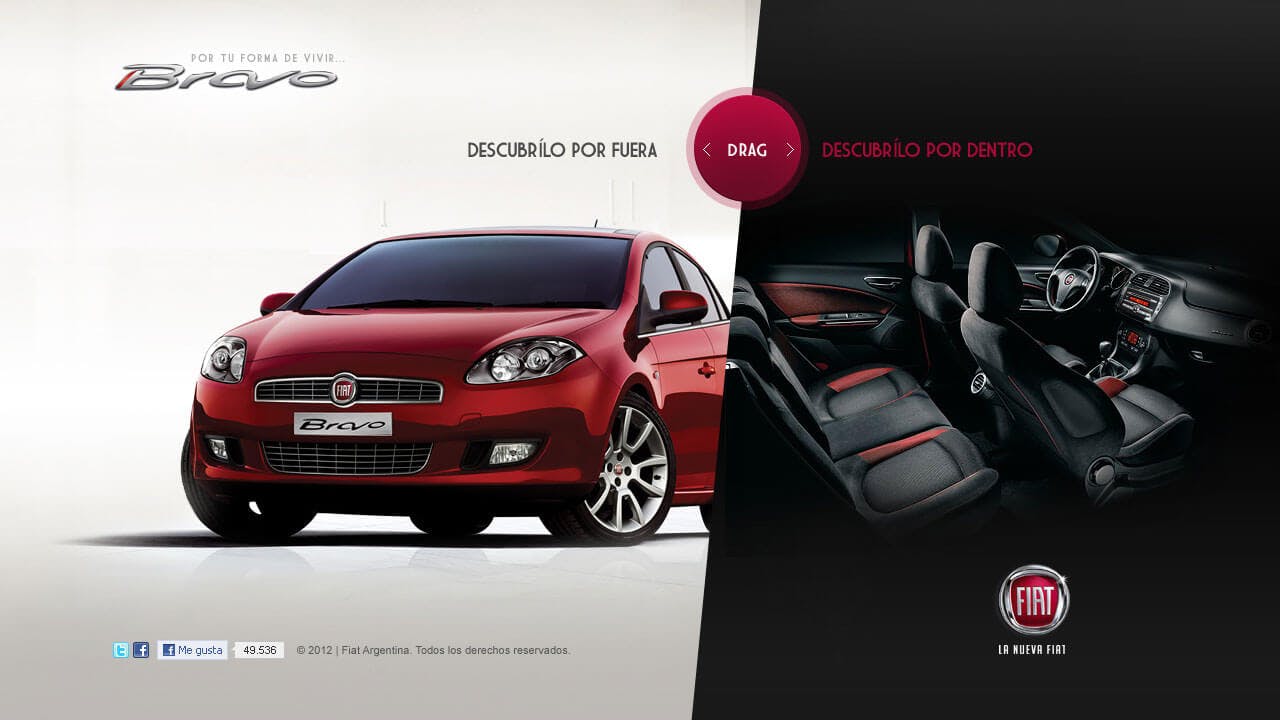 POR TU FORMA DE VIVIR...
Bravo
DESCUBRÍLO POR FUERA
DRAG
DESCUBRÍLO POR DENTRO
FIAT
Bravo
FIAT
LA NUEVA FIAT
Me gusta
49.536
© 2012 | Fiat Argentina. Todos los derechos reservados.